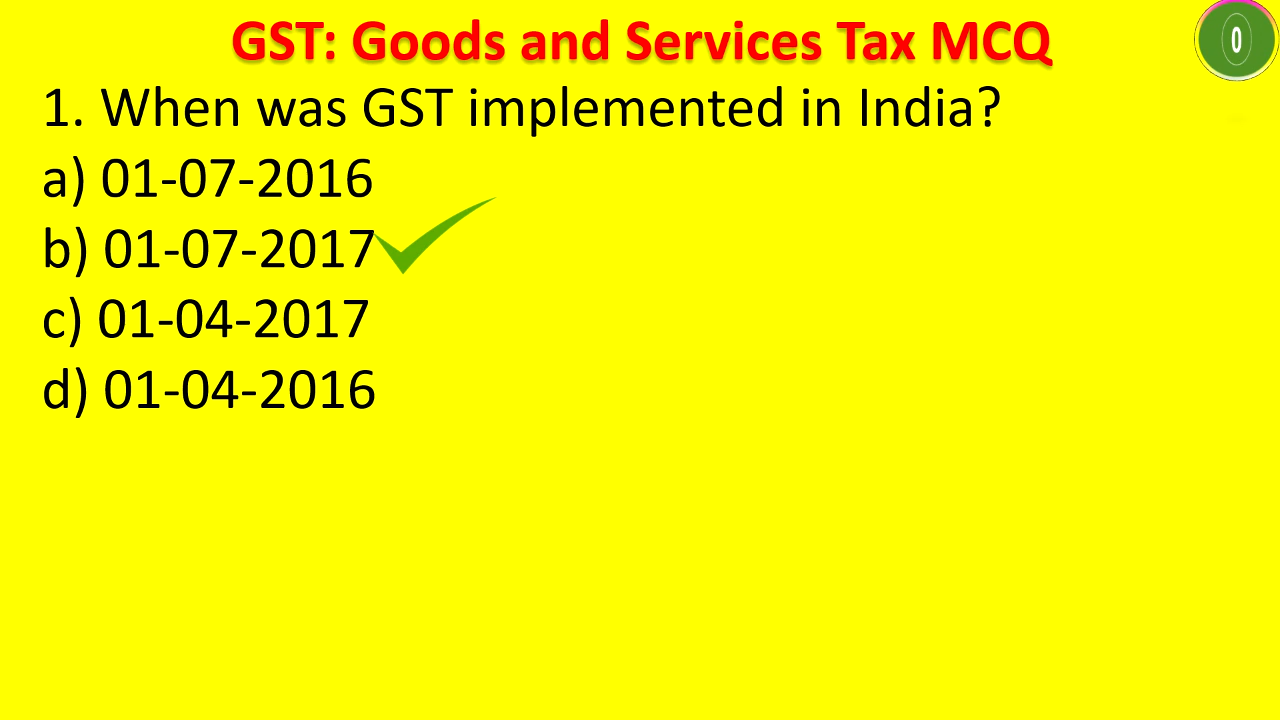 GST: Goods and Services Tax MCQ
0
1. When was GST implemented in India?
a) 01-07-2016
b) 01-07-2017
c) 01-04-2017
d) 01-04-2016